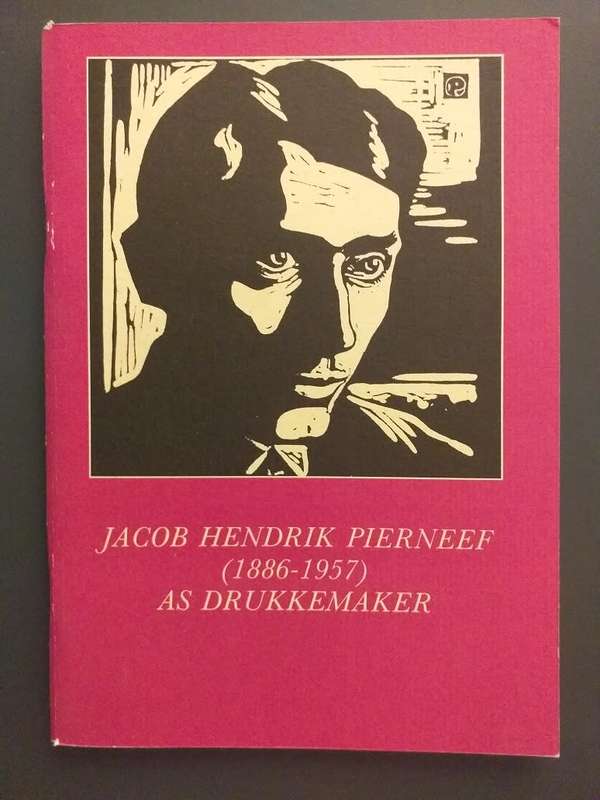 JACOB HENDRIK PIERNEEF
(1886-1957)
AS DRUKKEMAKER